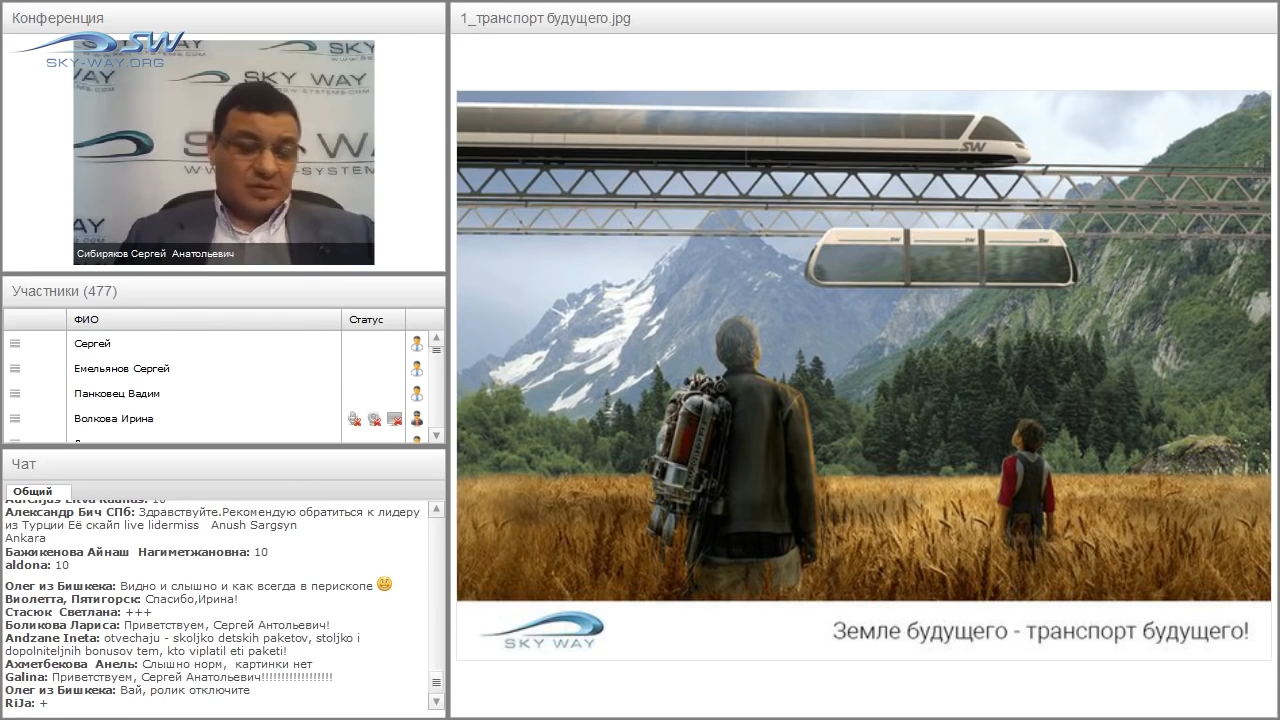 Конференция
SW
SKY-WAY.ORG
SKY WAY
SKY WAY
Сибиряков Сергей Анатольевич
Участники (477)
ФИО Статус
Сергей
Емельянов Сергей
Панковец Вадим
Волкова Ирина
Чат
Общий
Александр Бич СПб: Здравствуйте.Рекомендую обратиться к лидеру
из Турции Её скайп live lidermiss Anush Sargsyn
Ankara
Бажикенова Айнаш Нагиметжановна: 10
aldona: 10
Олег из Бишкека: Видно и слышно и как всегда в перископе
Виолетта, Пятигорск: Спасибо,Ирина!
Стасюк Светлана: +++
Боликова Лариса: Приветствуем, Сергей Антольевич!
Andzane Ineta: otvechaju - skoljko detskih paketov, stoljko i
dopolniteljnih bonusov tem, kto viplatil eti paketi!
Ахметбекова Анель: Слышно норм, картинки нет
Galina: Приветствуем, Сергей Анатольевич!!!!!!!!!!!!!!!!!!
Олег из Бишкека: Вай, ролик отключите
RiJa: +
1_транспорт будущего.jpg
SW
SW
SW
SW
SKY WAY
Земле будущего - транспорт будущего!